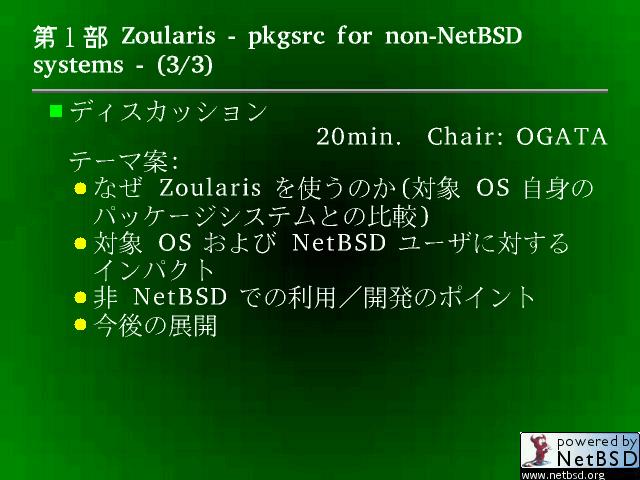 第1部 Zoularis - pkgsrc for non-NetBSD
systems - (3/3)
ディスカッション
20min. Chair: OGATA
テーマ案:
なぜ Zoularis を使うのか(対象 OS 自身の
パッケージシステムとの比較)
対象 OS および NetBSD ユーザに対する
インパクト
非 NetBSD での利用／開発のポイント
今後の展開
powered by
NetBSD
www.netbsd.org